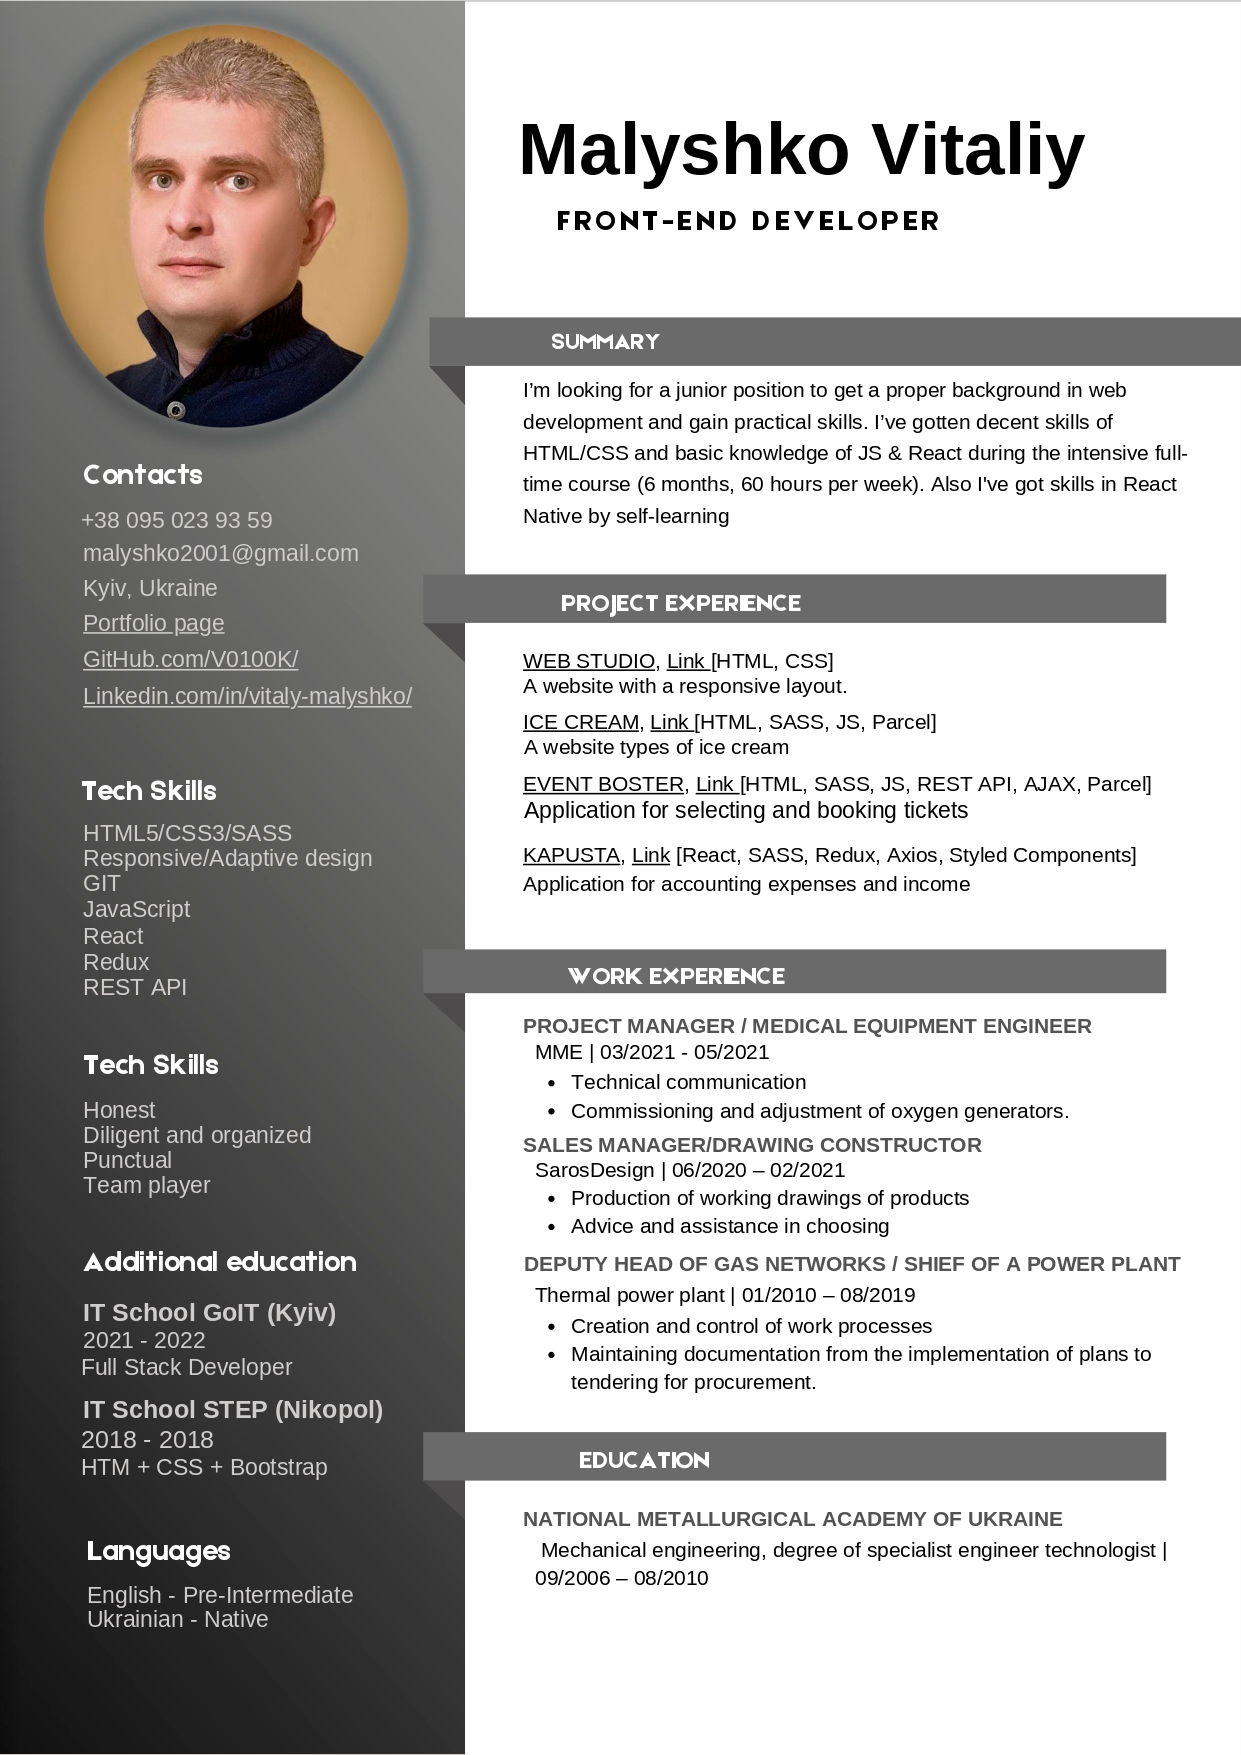 Malyshko Vitaliy
FRONT-END DEVELOPER
Contacts
+38 095 023 93 59
malyshko2001@gmail.com
Kyiv, Ukraine
Portfolio page
GitHub.com/V0100K/
Linkedin.com/in/vitaly-malyshko/
Tech Skills
HTML5/CSS3/SASS
Responsive/Adaptive design
GIT
JavaScript
React
Redux
REST API
Tech Skills
Honest
Diligent and organized
Punctual
Team player
Additional education
IT School GoIT (Kyiv)
2021 - 2022
Full Stack Developer
IT School STEP (Nikopol)
2018 - 2018
HTM + CSS + Bootstrap
Languages
English - Pre-Intermediate
Ukrainian - Native
SUMMARY
I’m looking for a junior position to get a proper background in web
development and gain practical skills. I’ve gotten decent skills of
HTML/CSS and basic knowledge of JS & React during the intensive full-
time course (6 months, 60 hours per week). Also I've got skills in React
Native by self-learning
PROJECT EXPERIENCE
WEB STUDIO, Link [HTML, CSS]
A website with a responsive layout.
ICE CREAM, Link [HTML, SASS, JS, Parcel]
A website types of ice cream
EVENT BOSTER, Link [HTML, SASS, JS, REST API, AJAX, Parcel]
Application for selecting and booking tickets
KAPUSTA, Link [React, SASS, Redux, Axios, Styled Components]
Application for accounting expenses and income
WORK EXPERIENCE
PROJECT MANAGER / MEDICAL EQUIPMENT ENGINEER
MME | 03/2021 - 05/2021
• Technical communication
• Commissioning and adjustment of oxygen generators.
SALES MANAGER/DRAWING CONSTRUCTOR
SarosDesign | 06/2020 – 02/2021
• Production of working drawings of products
• Advice and assistance in choosing
DEPUTY HEAD OF GAS NETWORKS / SHIEF OF A POWER PLANT
Thermal power plant | 01/2010 – 08/2019
• Creation and control of work processes
• Maintaining documentation from the implementation of plans to
tendering for procurement.
EDUCATION
NATIONAL METALLURGICAL ACADEMY OF UKRAINE
Mechanical engineering, degree of specialist engineer technologist |
09/2006 – 08/2010